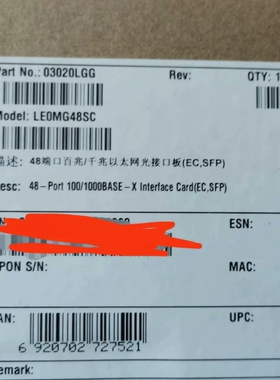 Part No.: 03020LGG Rev: QTY: 1
Model: LE0MG48SC
描述: 48端口百兆/千兆以太网光接口板(EC,SFP)
Desc: 48-Port 100/1000BASE-X Interface Card(EC,SFP)
ESN:
PON S/N: MAC:
EAN: UPC:
6 920702 727521
Remark: